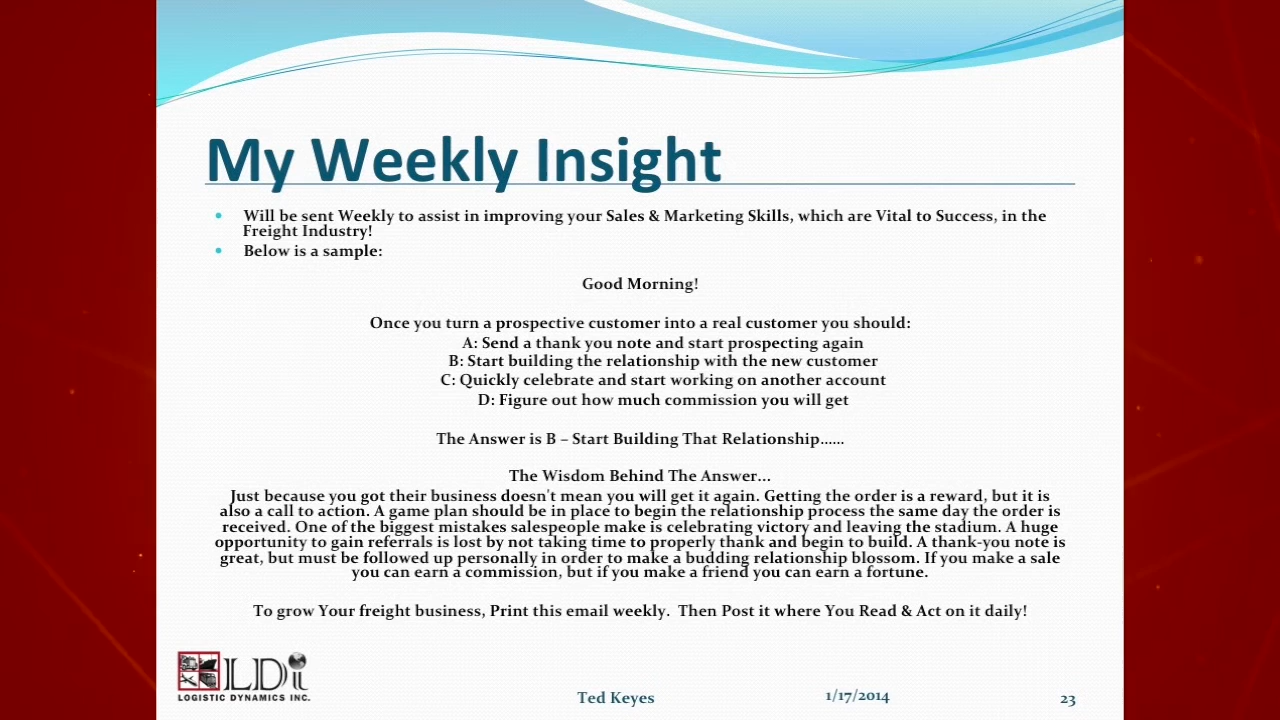 My Weekly Insight
Will be sent Weekly to assist in improving your Sales & Marketing Skills, which are Vital to Success, in the
Freight Industry!
Below is a sample:
Good Morning!
Once you turn a prospective customer into a real customer you should:
A: Send a thank you note and start prospecting again
B: Start building the relationship with the new customer
C: Quickly celebrate and start working on another account
D: Figure out how much commission you will get
The Answer is B – Start Building That Relationship......
The Wisdom Behind The Answer...
Just because you got their business doesn't mean you will get it again. Getting the order is a reward, but it is
also a call to action. A game plan should be in place to begin the relationship process the same day the order is
received. One of the biggest mistakes salespeople make is celebrating victory and leaving the stadium. A huge
opportunity to gain referrals is lost by not taking time to properly thank and begin to build. A thank-you note is
great, but must be followed up personally in order to make a budding relationship blossom. If you make a sale
you can earn a commission, but if you make a friend you can earn a fortune.
To grow Your freight business, Print this email weekly.  Then Post it where You Read & Act on it daily!
LDi
LOGISTIC DYNAMICS INC.
Ted Keyes
1/17/2014
23